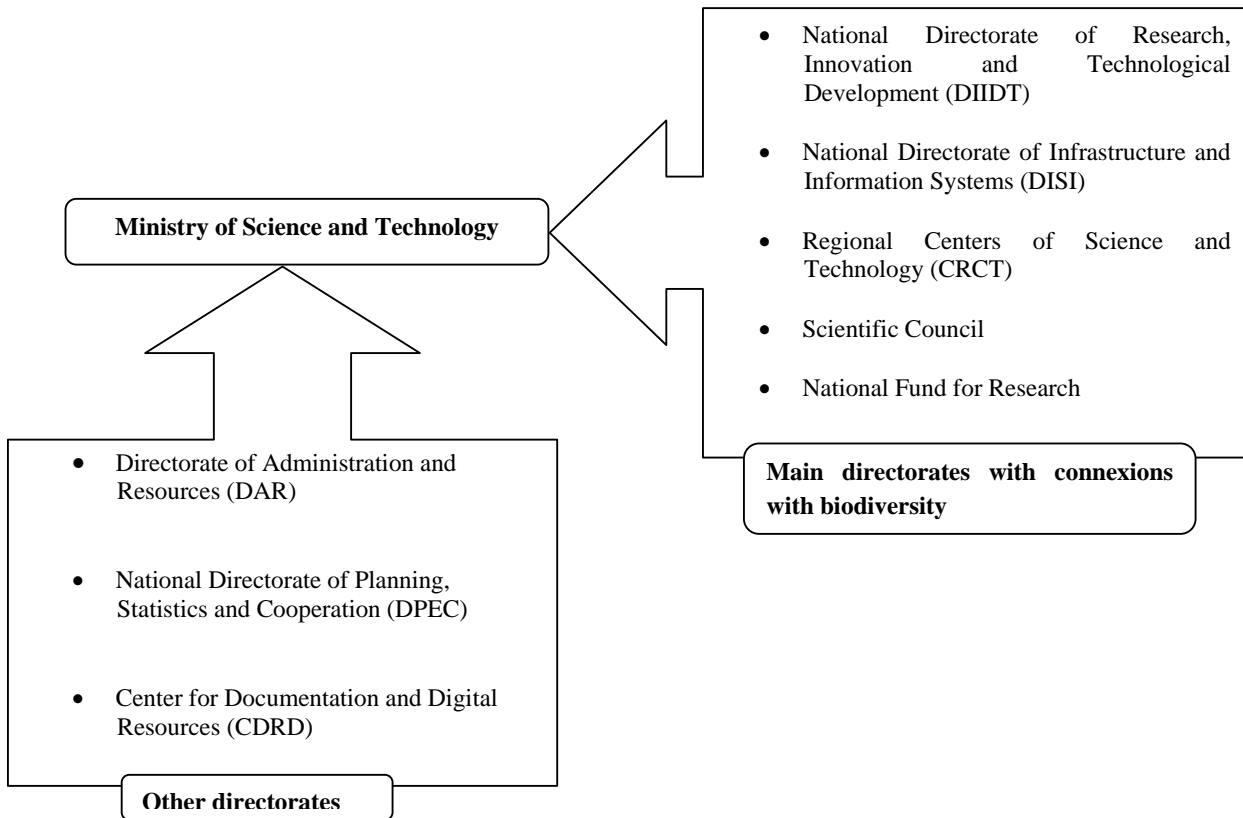 • National Directorate of Research,
Innovation and Technological
Development (DIIDT)
• National Directorate of Infrastructure and
Information Systems (DISI)
• Regional Centers of Science and
Technology (CRCT)
• Scientific Council
• National Fund for Research
Main directorates with connexions
with biodiversity
Ministry of Science and Technology
• Directorate of Administration and
Resources (DAR)
• National Directorate of Planning,
Statistics and Cooperation (DPEC)
• Center for Documentation and Digital
Resources (CDRD)
Other directorates